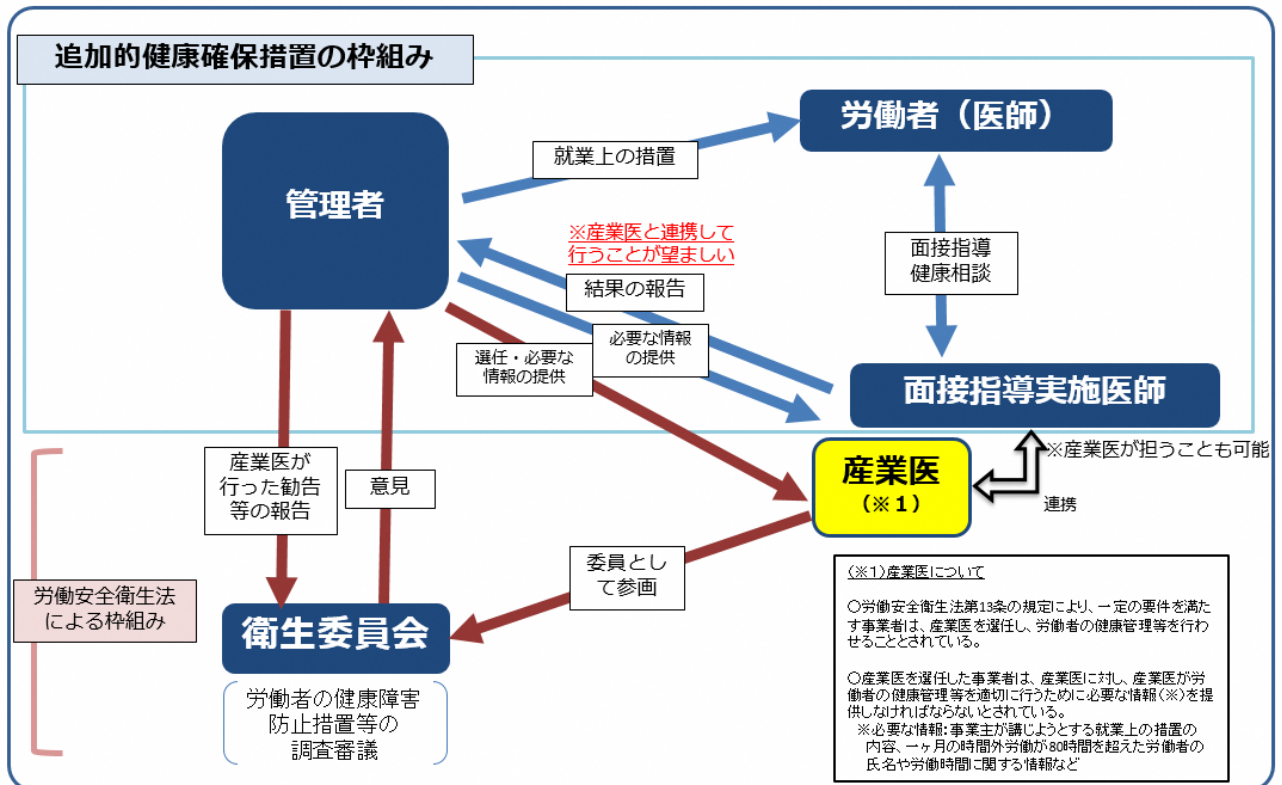 追加的健康確保措置の枠組み
労働者（医師）
管理者
就業上の措置
※産業医と連携して
行うことが望ましい
結果の報告
面接指導
健康相談
必要な情報
の提供
選任・必要な
情報の提供
面接指導実施医師
※産業医が担うことも可能
産業医
（※１）
連携
産業医が
行った勧告
等の報告
意見
委員とし
て参画
労働安全衛生法
による枠組み
衛生委員会
労働者の健康障害
防止措置等の
調査審議
（※１）産業医について
○労働安全衛生法第13条の規定により、一定の要件を満た
す事業者は、産業医を選任し、労働者の健康管理等を行わ
せることとされている。
○産業医を選任した事業者は、産業医に対し、産業医が労
働者の健康管理等を適切に行うために必要な情報（※）を提
供しなければならないとされている。
※必要な情報：事業主が講じようとする就業上の措置の
内容、一ヶ月の時間外労働が80時間を超えた労働者の
氏名や労働時間に関する情報など